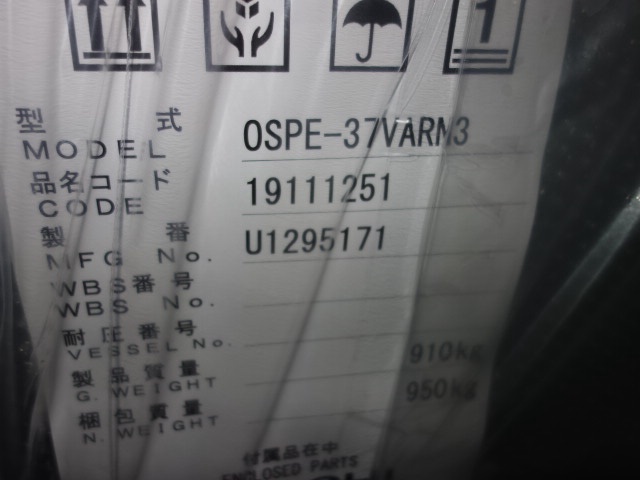 1
型式 OSPE-37VARN3
MODEL
品名コード 19111251
CODE
製番 U1295171
MFG No.
WBS番号
WBS No.
耐圧番号
VESSEL No.
製品質量 910kg
G. WEIGHT
梱包質量 950kg
N. WEIGHT
付属品在中
ENCLOSED PARTS